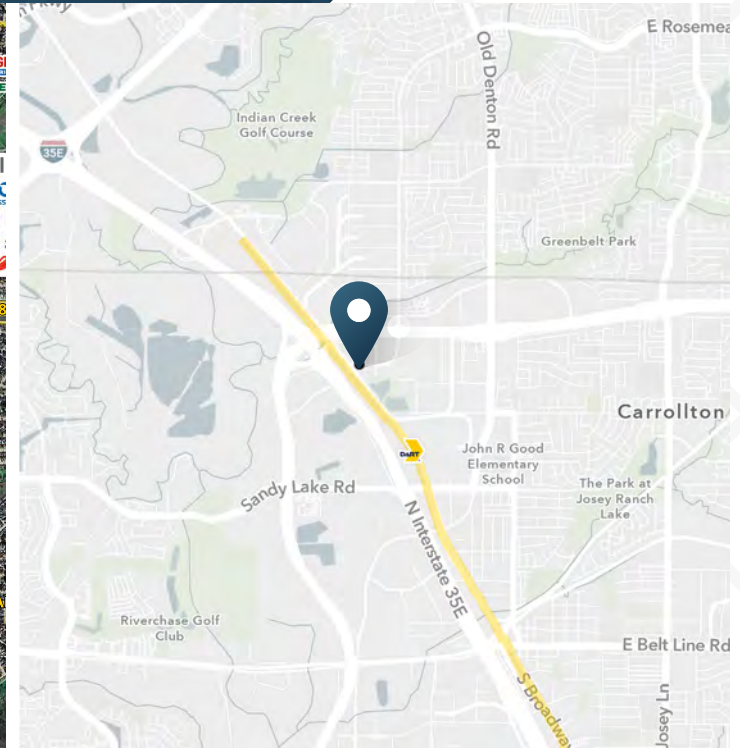 E Rosemea
Old Denton Rd
Indian Creek
Golf Course
35E
Greenbelt Park
Carrollton
DART
John R Good
Elementary
School
The Park at
Josey Ranch
Lake
Sandy Lake Rd
N Interstate 35E
Riverchase Golf
Club
E Belt Line Rd
S Broadway
Josey Ln